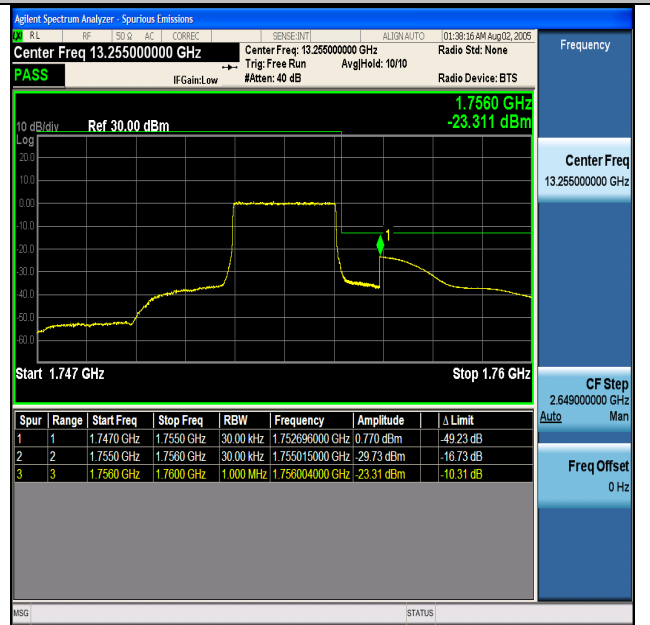 Agilent Spectrum Analyzer - Spurious Emissions
LXI RL RF 50 Ω AC CORREC SENSE:INT ALIGN AUTO 01:38:16 AM Aug 02, 2005
Center Freq 13.255000000 GHz
Center Freq: 13.255000000 GHz
Radio Std: None
Trig: Free Run Avg|Hold: 10/10
PASS
IFGain:Low
#Atten: 40 dB
Radio Device: BTS
1.7560 GHz
-23.311 dBm
10 dB/div Ref 30.00 dBm
Log
20.0
10.0
0.00
-10.0
1
-20.0
-30.0
-40.0
-50.0
-60.0
Start 1.747 GHz
Stop 1.76 GHz
Spur Range Start Freq Stop Freq RBW Frequency Amplitude Δ Limit
1 1 1.7470 GHz 1.7550 GHz 30.00 kHz 1.752696000 GHz 0.770 dBm -49.23 dB
2 2 1.7550 GHz 1.7560 GHz 30.00 kHz 1.755015000 GHz -29.73 dBm -16.73 dB
3 3 1.7560 GHz 1.7600 GHz 1.000 MHz 1.756004000 GHz -23.31 dBm -10.31 dB
Frequency
Center Freq
13.255000000 GHz
CF Step
2.649000000 GHz
Auto Man
Freq Offset
0 Hz
MSG
STATUS